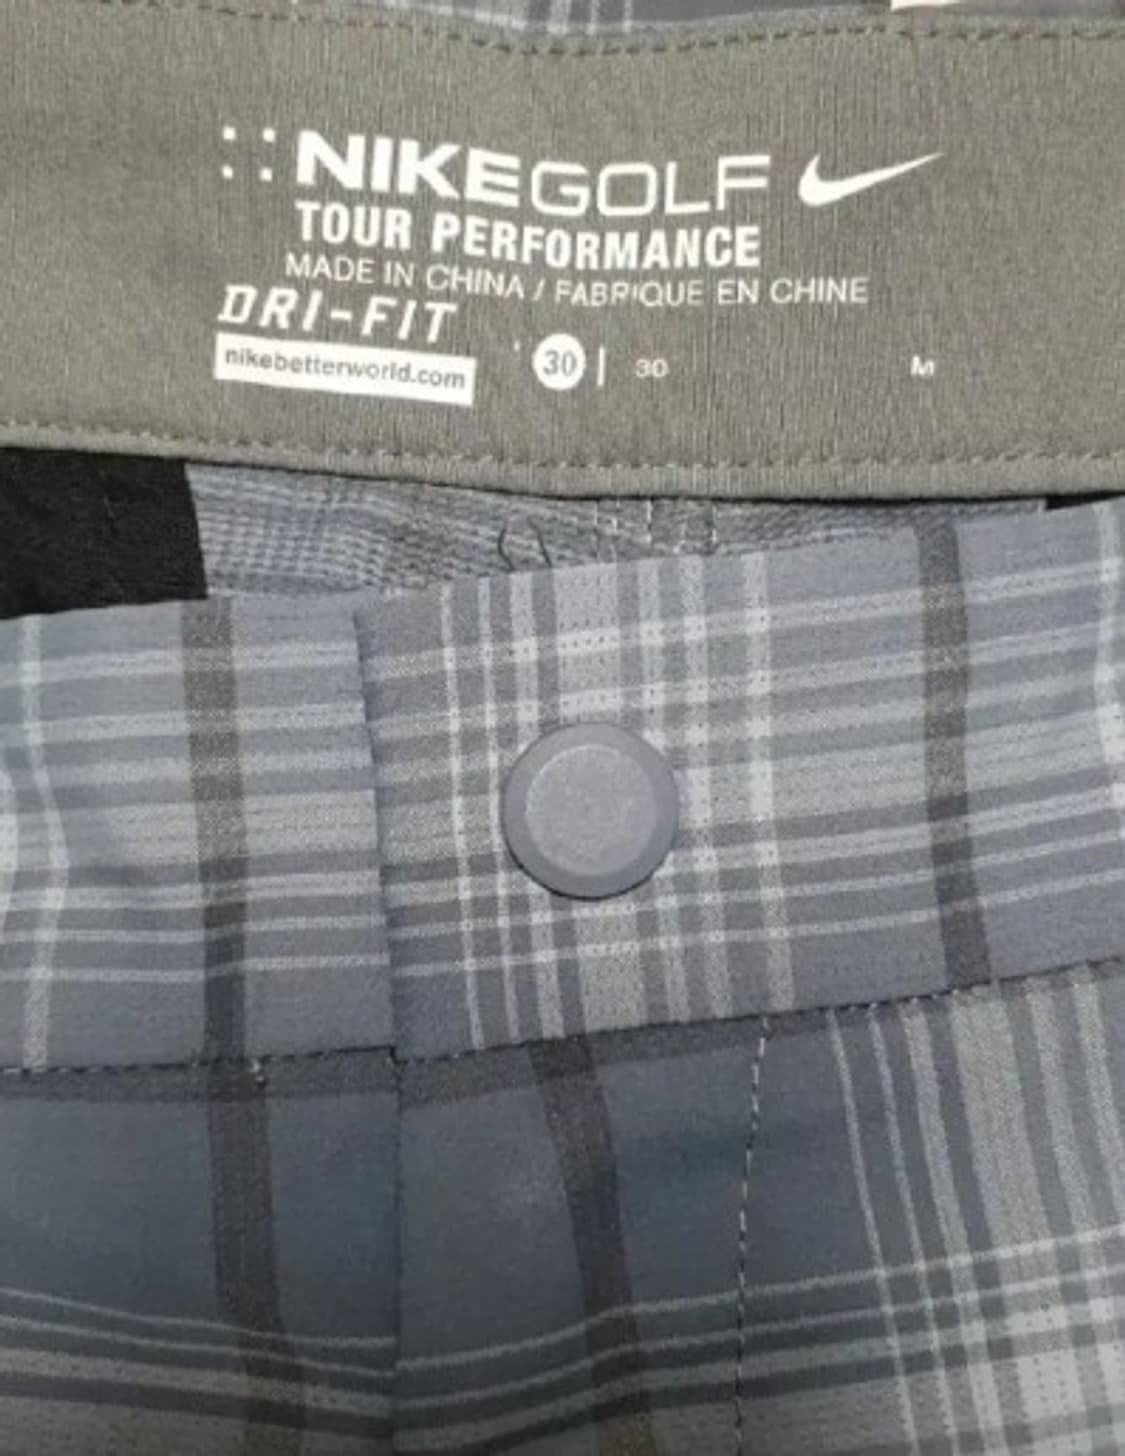 NIKEGOLF
TOUR PERFORMANCE
MADE IN CHINA / FABRIQUE EN CHINE
DRI-FIT
nikebetterworld.com 30 | 30 M